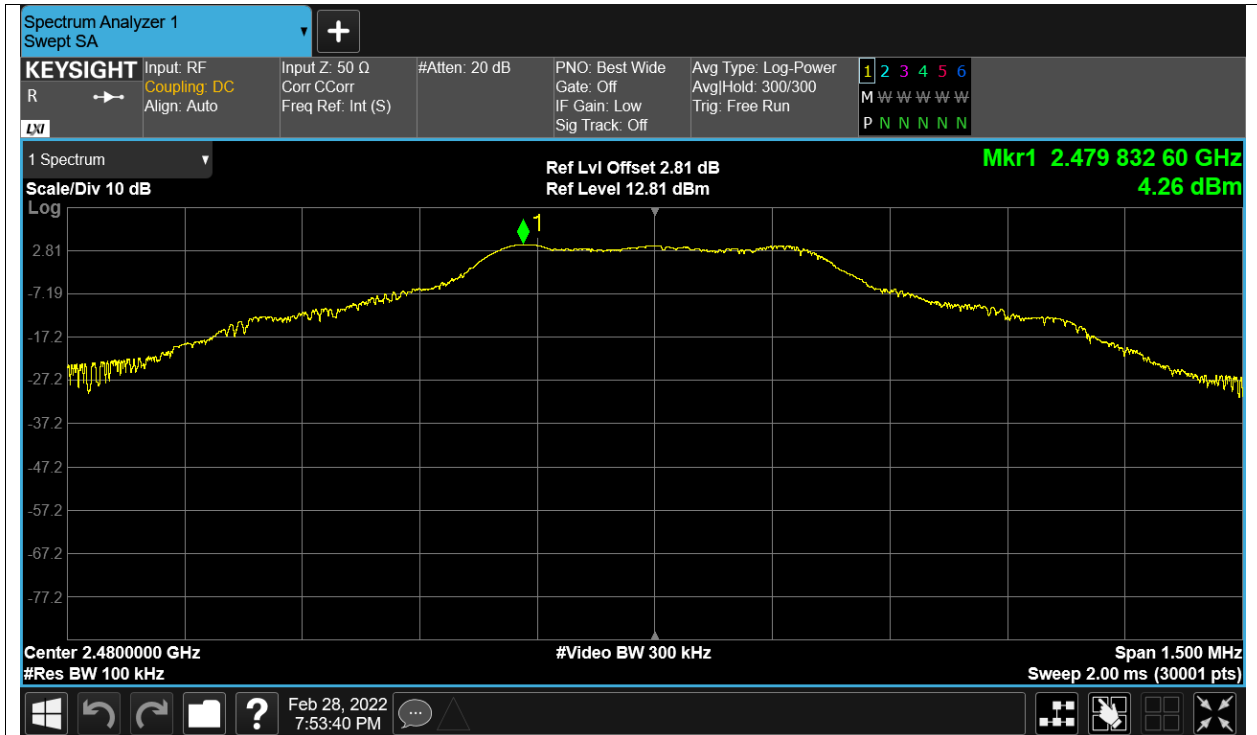 Spectrum Analyzer 1
Swept SA
▼
+
KEYSIGHT
R
LXI
Input: RF
Coupling: DC
Align: Auto
Input Z: 50 Ω
Corr CCorr
Freq Ref: Int (S)
#Atten: 20 dB
PNO: Best Wide
Gate: Off
IF Gain: Low
Sig Track: Off
Avg Type: Log-Power
Avg|Hold: 300/300
Trig: Free Run
1 2 3 4 5 6
M W W W W W
P N N N N N
1 Spectrum ▼
Scale/Div 10 dB
Ref Lvl Offset 2.81 dB
Ref Level 12.81 dBm
Mkr1 2.479 832 60 GHz
4.26 dBm
Log
1
2.81
-7.19
-17.2
-27.2
-37.2
-47.2
-57.2
-67.2
-77.2
Center 2.4800000 GHz
#Video BW 300 kHz
Span 1.500 MHz
#Res BW 100 kHz
Sweep 2.00 ms (30001 pts)
?
Feb 28, 2022
7:53:40 PM